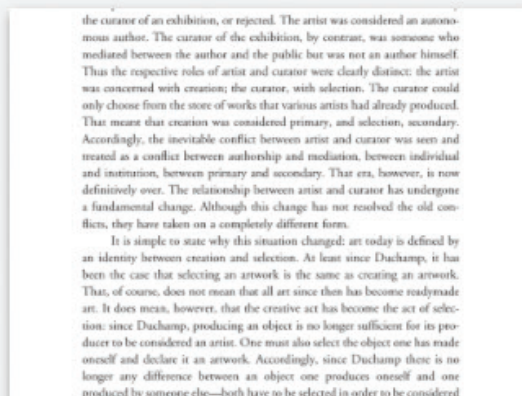 the curator of an exhibition, or rejected. The artist was considered an autono-
mous author. The curator of the exhibition, by contrast, was someone who
mediated between the author and the public but was not an author himself.
Thus the respective roles of artist and curator were clearly distinct: the artist
was concerned with creation; the curator, with selection. The curator could
only choose from the store of works that various artists had already produced.
That meant that creation was considered primary, and selection, secondary.
Accordingly, the inevitable conflict between artist and curator was seen and
treated as a conflict between authorship and mediation, between individual
and institution, between primary and secondary. That era, however, is now
definitively over. The relationship between artist and curator has undergone
a fundamental change. Although this change has not resolved the old con-
flicts, they have taken on a completely different form.
It is simple to state why this situation changed: art today is defined by
an identity between creation and selection. At least since Duchamp, it has
been the case that selecting an artwork is the same as creating an artwork.
That, of course, does not mean that all art since then has become readymade
art. It does mean, however, that the creative act has become the act of selec-
tion: since Duchamp, producing an object is no longer sufficient for its pro-
ducer to be considered an artist. One must also select the object one has made
oneself and declare it an artwork. Accordingly, since Duchamp there is no
longer any difference between an object one produces oneself and one
produced by someone else—both have to be selected in order to be considered